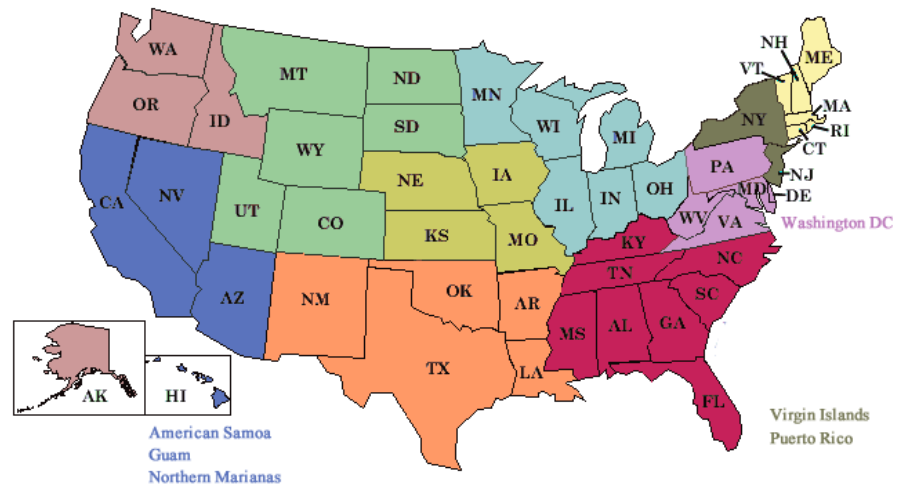 WA
MT
ND
MN
NH
VT
ME
OR
ID
SD
WI
MI
NY
MA
RI
CT
WY
NE
IA
PA
NJ
CA
NV
UT
CO
IL
IN
OH
MD
DE
WV
VA
Washington DC
KS
MO
KY
NC
TN
AZ
NM
OK
AR
SC
MS
AL
GA
TX
LA
AK
HI
FL
American Samoa
Guam
Northern Marianas
Virgin Islands
Puerto Rico